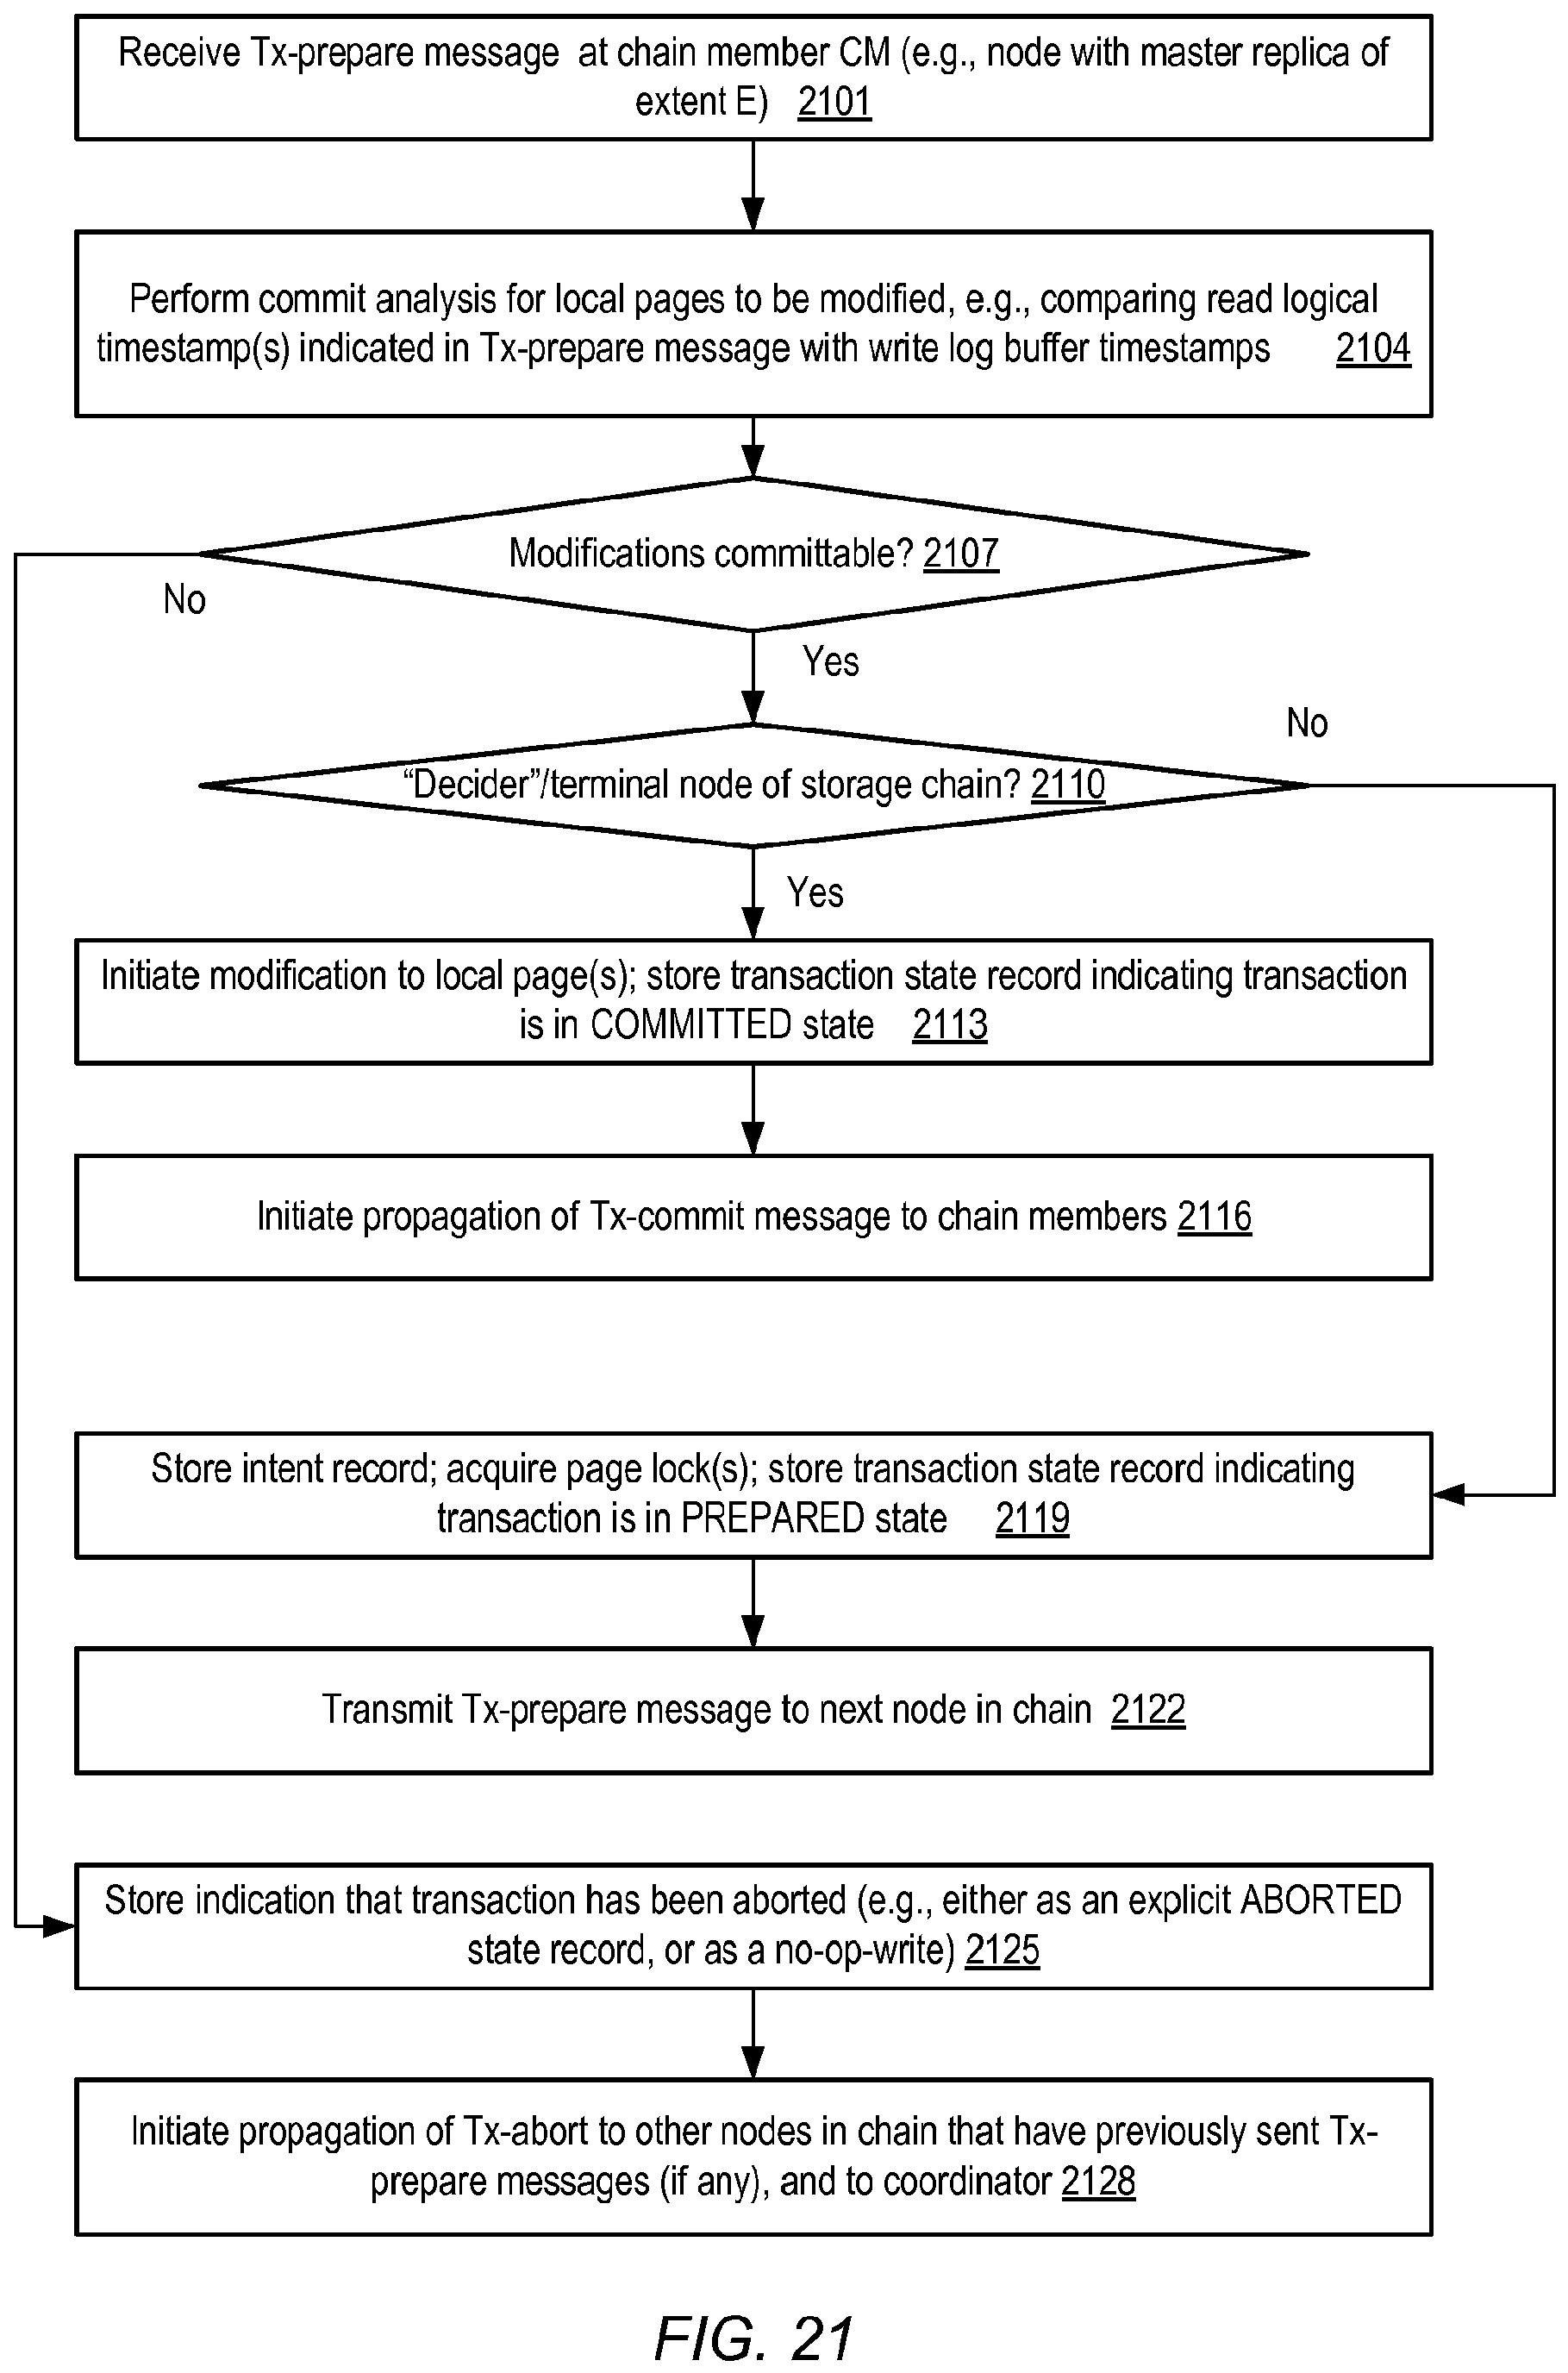 Receive Tx-prepare message at chain member CM (e.g., node with master replica of
extent E) 2101
Perform commit analysis for local pages to be modified, e.g., comparing read logical
timestamp(s) indicated in Tx-prepare message with write log buffer timestamps 2104
Modifications committable? 2107
No
Yes
No
“Decider”/terminal node of storage chain? 2110
Yes
Initiate modification to local page(s); store transaction state record indicating transaction
is in COMMITTED state 2113
Initiate propagation of Tx-commit message to chain members 2116
Store intent record; acquire page lock(s); store transaction state record indicating
transaction is in PREPARED state 2119
Transmit Tx-prepare message to next node in chain 2122
Store indication that transaction has been aborted (e.g., either as an explicit ABORTED
state record, or as a no-op-write) 2125
Initiate propagation of Tx-abort to other nodes in chain that have previously sent Tx-
prepare messages (if any), and to coordinator 2128
FIG. 21